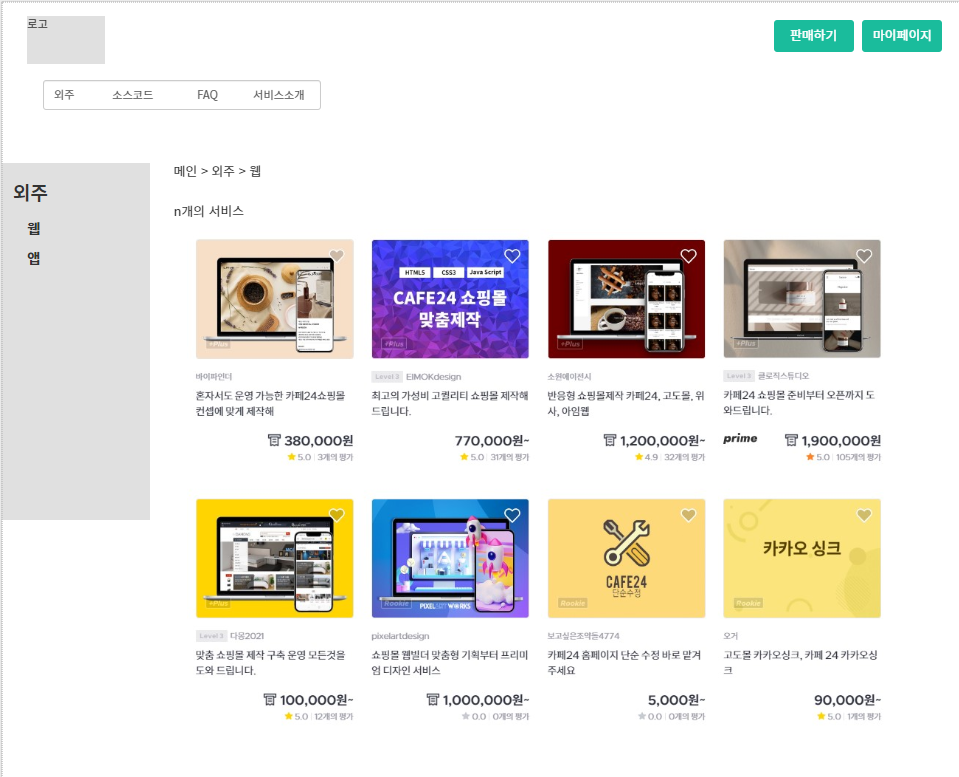 로고
판매하기
마이페이지
외주
소스코드
FAQ
서비스소개
외주
웹
앱
메인 > 외주 > 웹
n개의 서비스
+Plus
바이파인더
혼자서도 운영 가능한 카페24쇼핑몰
컨셉에 맞게 제작해
380,000원
5.0 | 3개의 평가
HTML5
CSS3
Java Script
CAFE24 쇼핑몰
맞춤제작
+Plus
Level 3
EIMOKdesign
최고의 가성비 고퀄리티 쇼핑몰 제작해
드립니다.
770,000원~
5.0 | 31개의 평가
+Plus
소원에이전시
반응형 쇼핑몰제작 카페24, 고도몰, 위
사, 아임웹
1,200,000원~
4.9 | 32개의 평가
+Plus
Level 3
클로직스튜디오
카페24 쇼핑몰 준비부터 오픈까지 도
와드립니다.
prime
1,900,000원
5.0 | 105개의 평가
+Plus
Level 3
다옹2021
맞춤 쇼핑몰 제작 구축 운영 모든것을
도와 드립니다.
100,000원~
5.0 | 12개의 평가
Rookie
PIXELART WORKS
pixelartdesign
쇼핑몰 웹빌더 맞춤형 기획부터 프리미
엄 디자인 서비스
1,000,000원~
0.0 | 0개의 평가
CAFE24
단순수정
Rookie
보고싶은조약돌4774
카페24 홈페이지 단순 수정 바로 맡겨
주세요
5,000원~
0.0 | 0개의 평가
카카오 싱크
Rookie
오거
고도몰 카카오싱크, 카페 24 카카오싱
크
90,000원~
5.0 | 1개의 평가